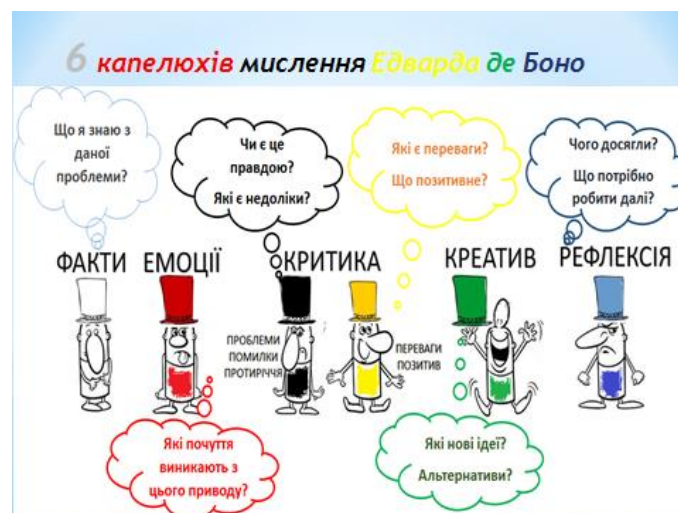 6 капелюхів мислення Едварда де Боно
Що я знаю з
даної
проблеми?
Чи є це
правдою?
Які є недоліки?
Які є переваги?
Що позитивне?
Чого досягли?
Що потрібно
робити далі?
ФАКТИ
ЕМОЦІЇ
КРИТИКА
КРЕАТИВ
РЕФЛЕКСІЯ
ПРОБЛЕМИ
ПОМИЛКИ
ПРОТИРІЧЧЯ
ПЕРЕВАГИ
ПОЗИТИВ
Які почуття
виникають з
цього приводу?
Які нові ідеї?
Альтернативи?